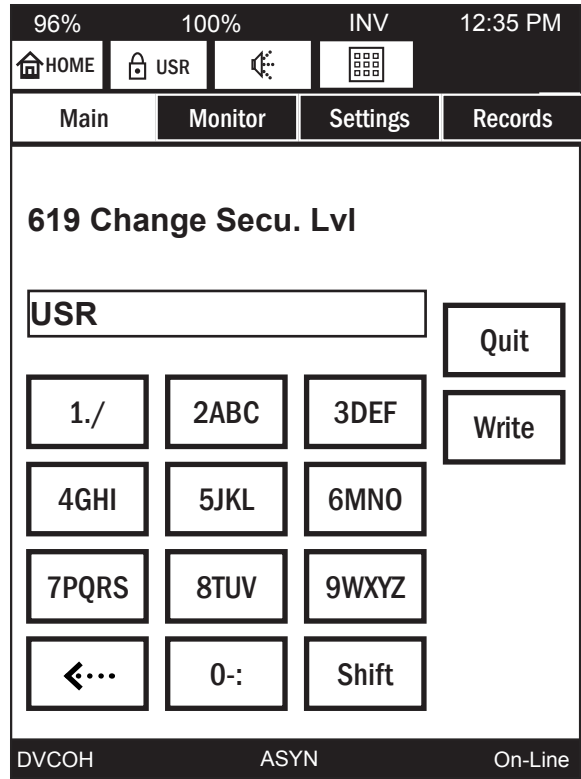 96% 100% INV 12:35 PM
HOME USR
Main Monitor Settings Records
619 Change Secu. Lvl
USR
Quit
1./ 2ABC 3DEF
Write
4GHI 5JKL 6MNO
7PQRS 8TUV 9WXYZ
0-: Shift
DVCOH ASYN On-Line